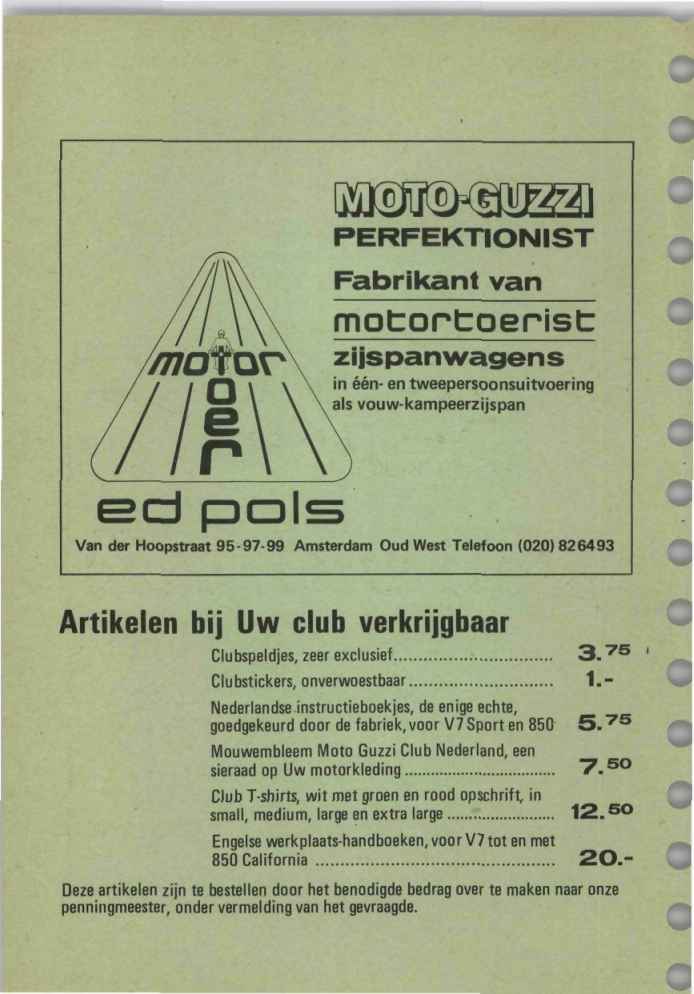 MOTO-GUZZI
PERFEKTIONIST
Fabrikant van
motortoerist
zijspanwagens
in één- en tweepersoonsuitvoering
als vouw-kampeerzijspan
motor
toer
ed pols
Van der Hoopstraat 95-97-99 Amsterdam Oud West Telefoon (020) 826493
Artikelen bij Uw club verkrijgbaar
Clubspeldjes, zeer exclusief................................ 3.75
Clubstickers, onverwoestbaar............................. 1.-
Nederlandse instructieboekjes, de enige echte,
goedgekeurd door de fabriek, voor V7 Sport en 850 5.75
Mouwembleem Moto Guzzi Club Nederland, een
sieraad op Uw motorkleding ................................... 7.50
Club T-shirts, wit met groen en rood opschrift, in
small, medium, large en extra large ......................... 12.50
Engelse werkplaats-handboeken, voor V7 tot en met
850 California ................................................ 20.-
Deze artikelen zijn te bestellen door het benodigde bedrag over te maken naar onze
penningmeester, onder vermelding van het gevraagde.